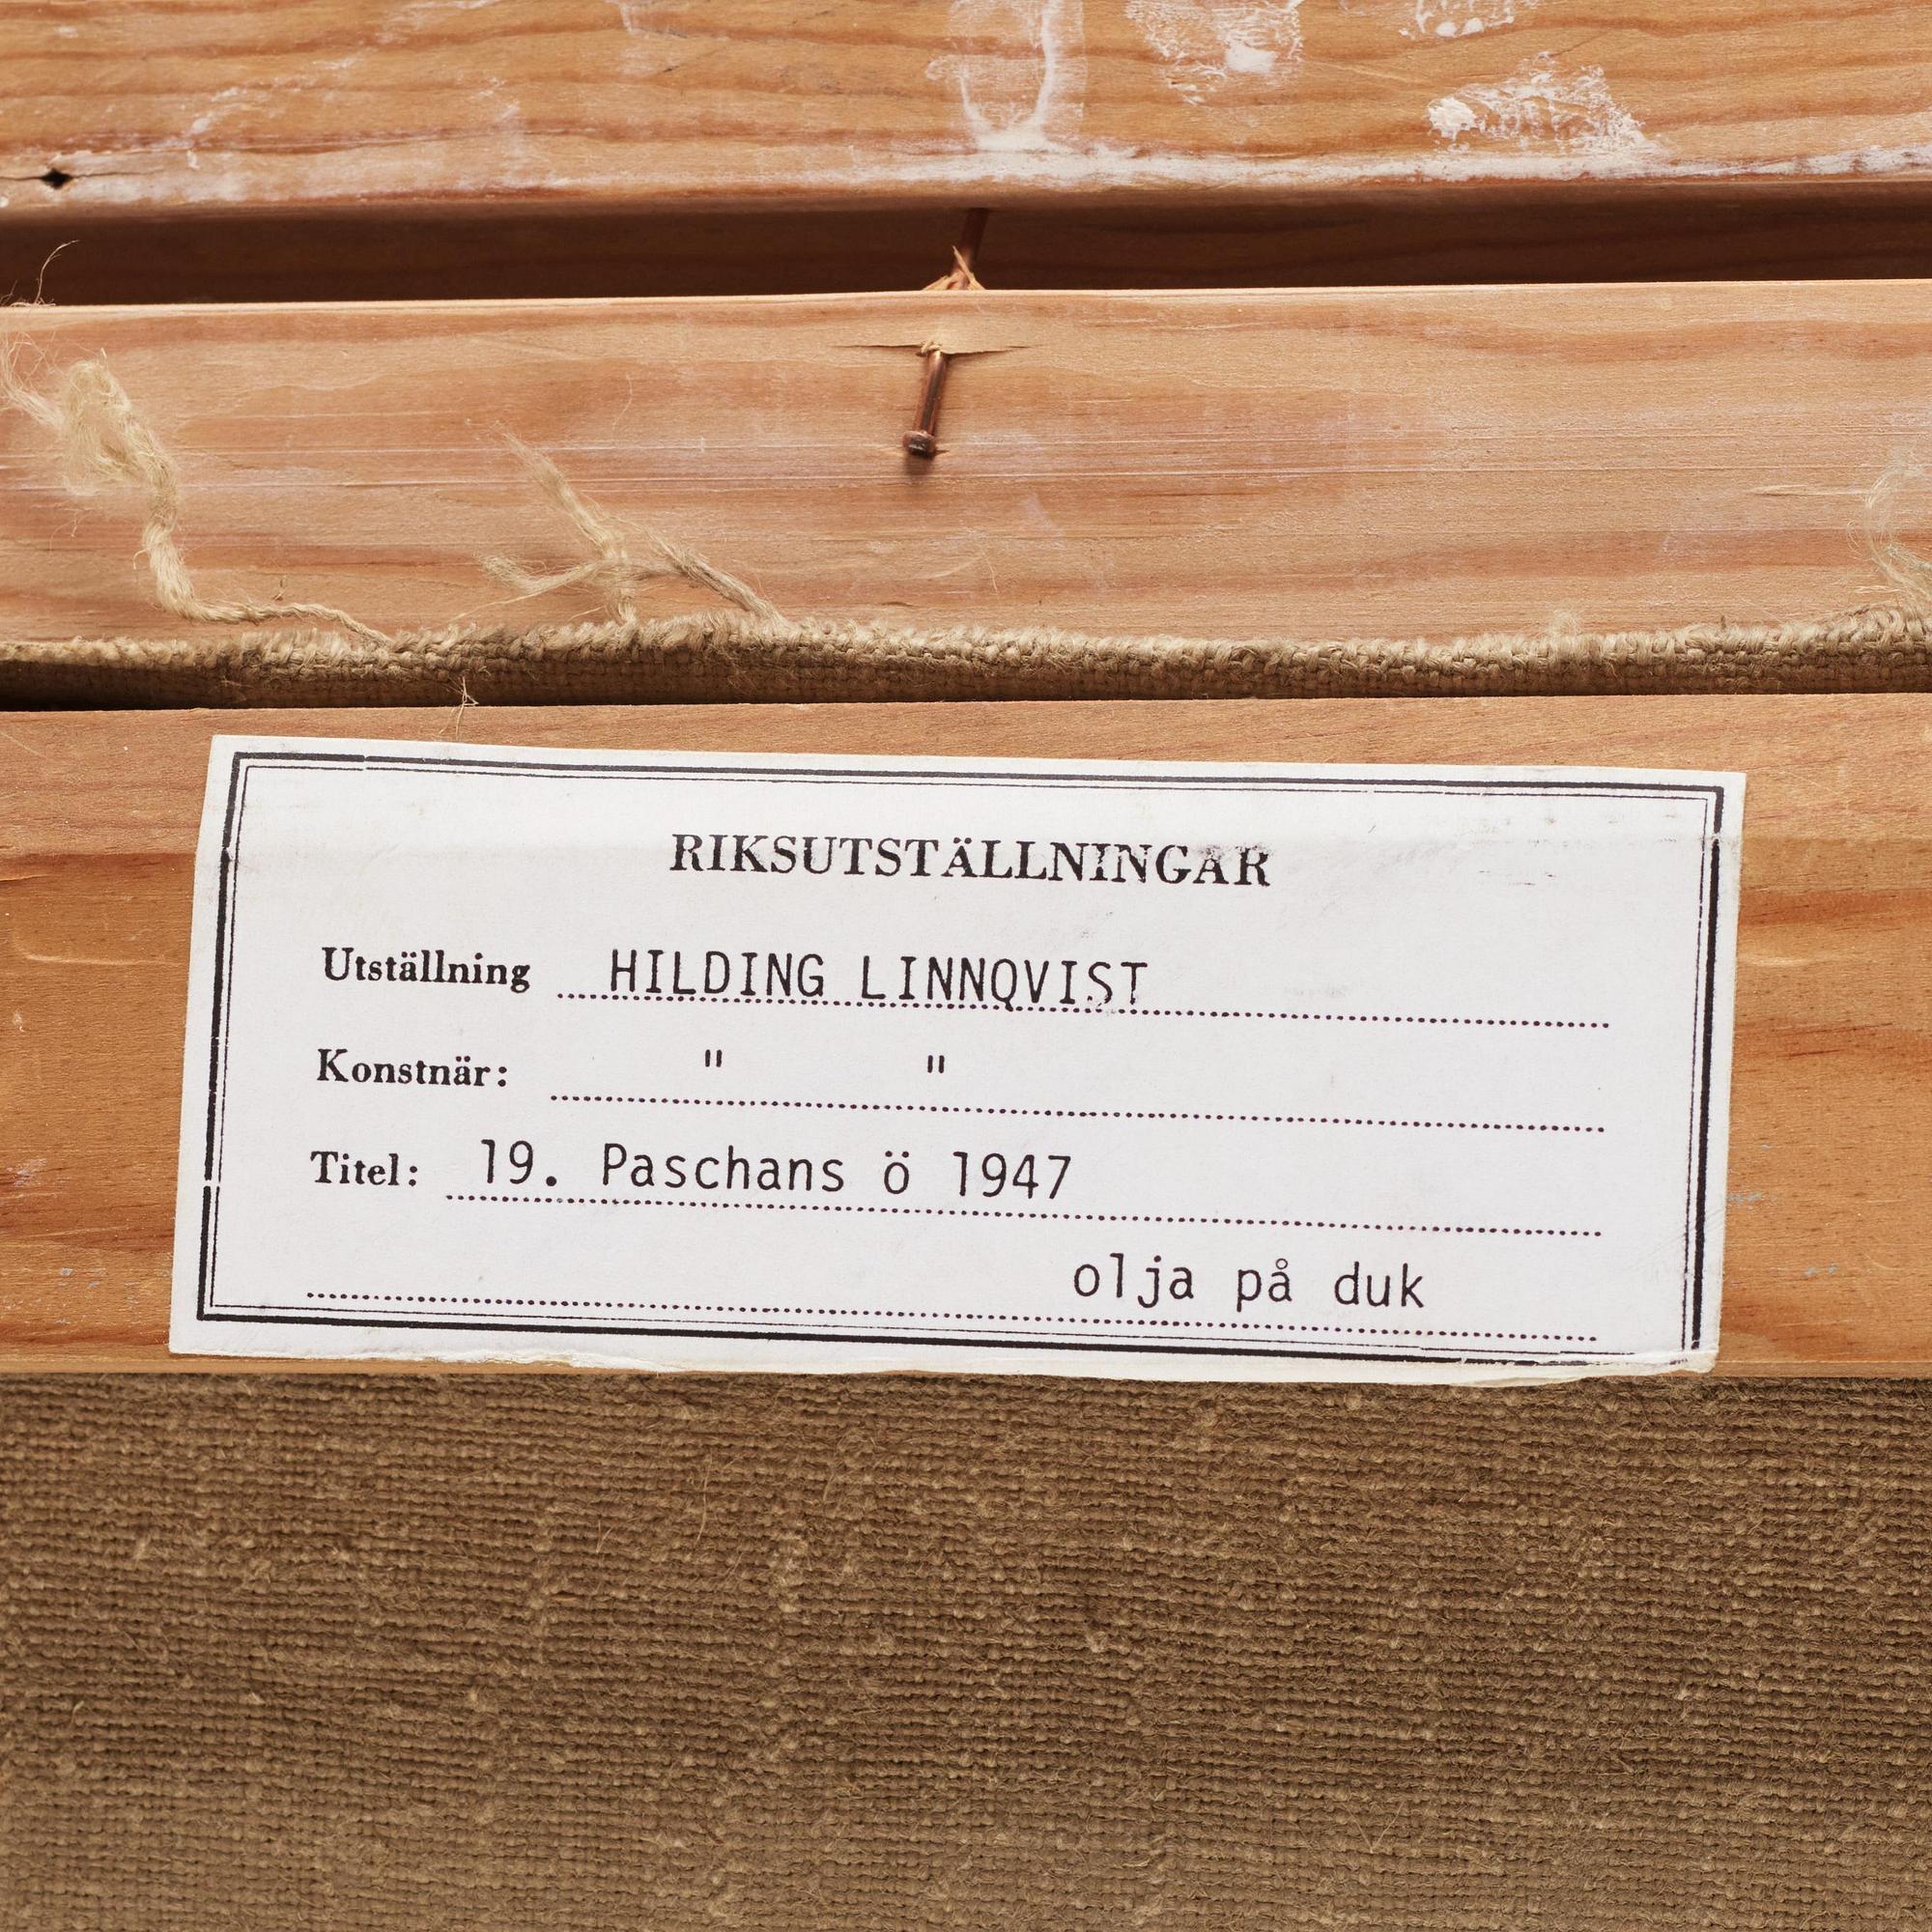 RIKSUTSTÄLLNINGAR
Utställning HILDING LINNQVIST
Konstnär: " "
Titel: 19. Paschans ö 1947
olja på duk